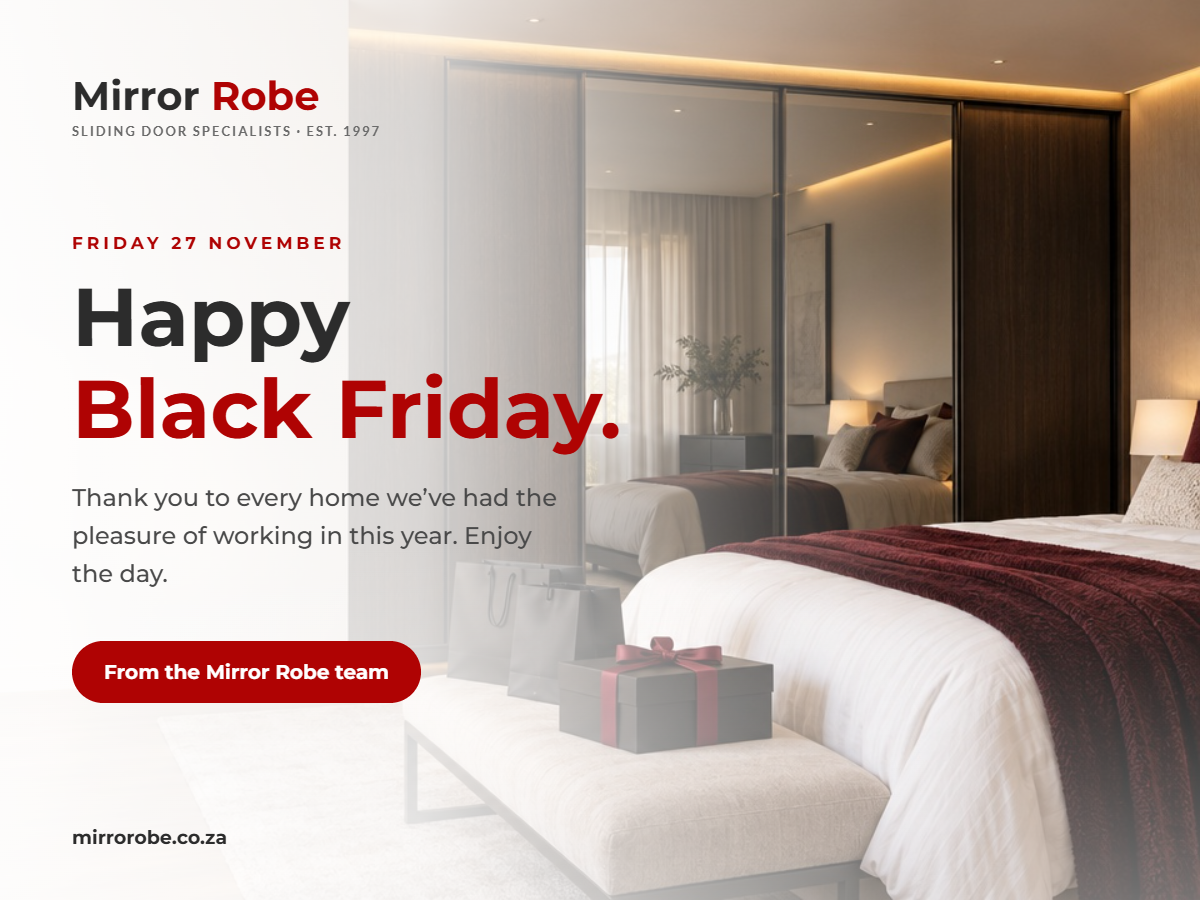 Mirror Robe
SLIDING DOOR SPECIALISTS · EST. 1997
FRIDAY 27 NOVEMBER
Happy
Black Friday.
Thank you to every home we’ve had the
pleasure of working in this year. Enjoy
the day.
From the Mirror Robe team
mirrorobe.co.za